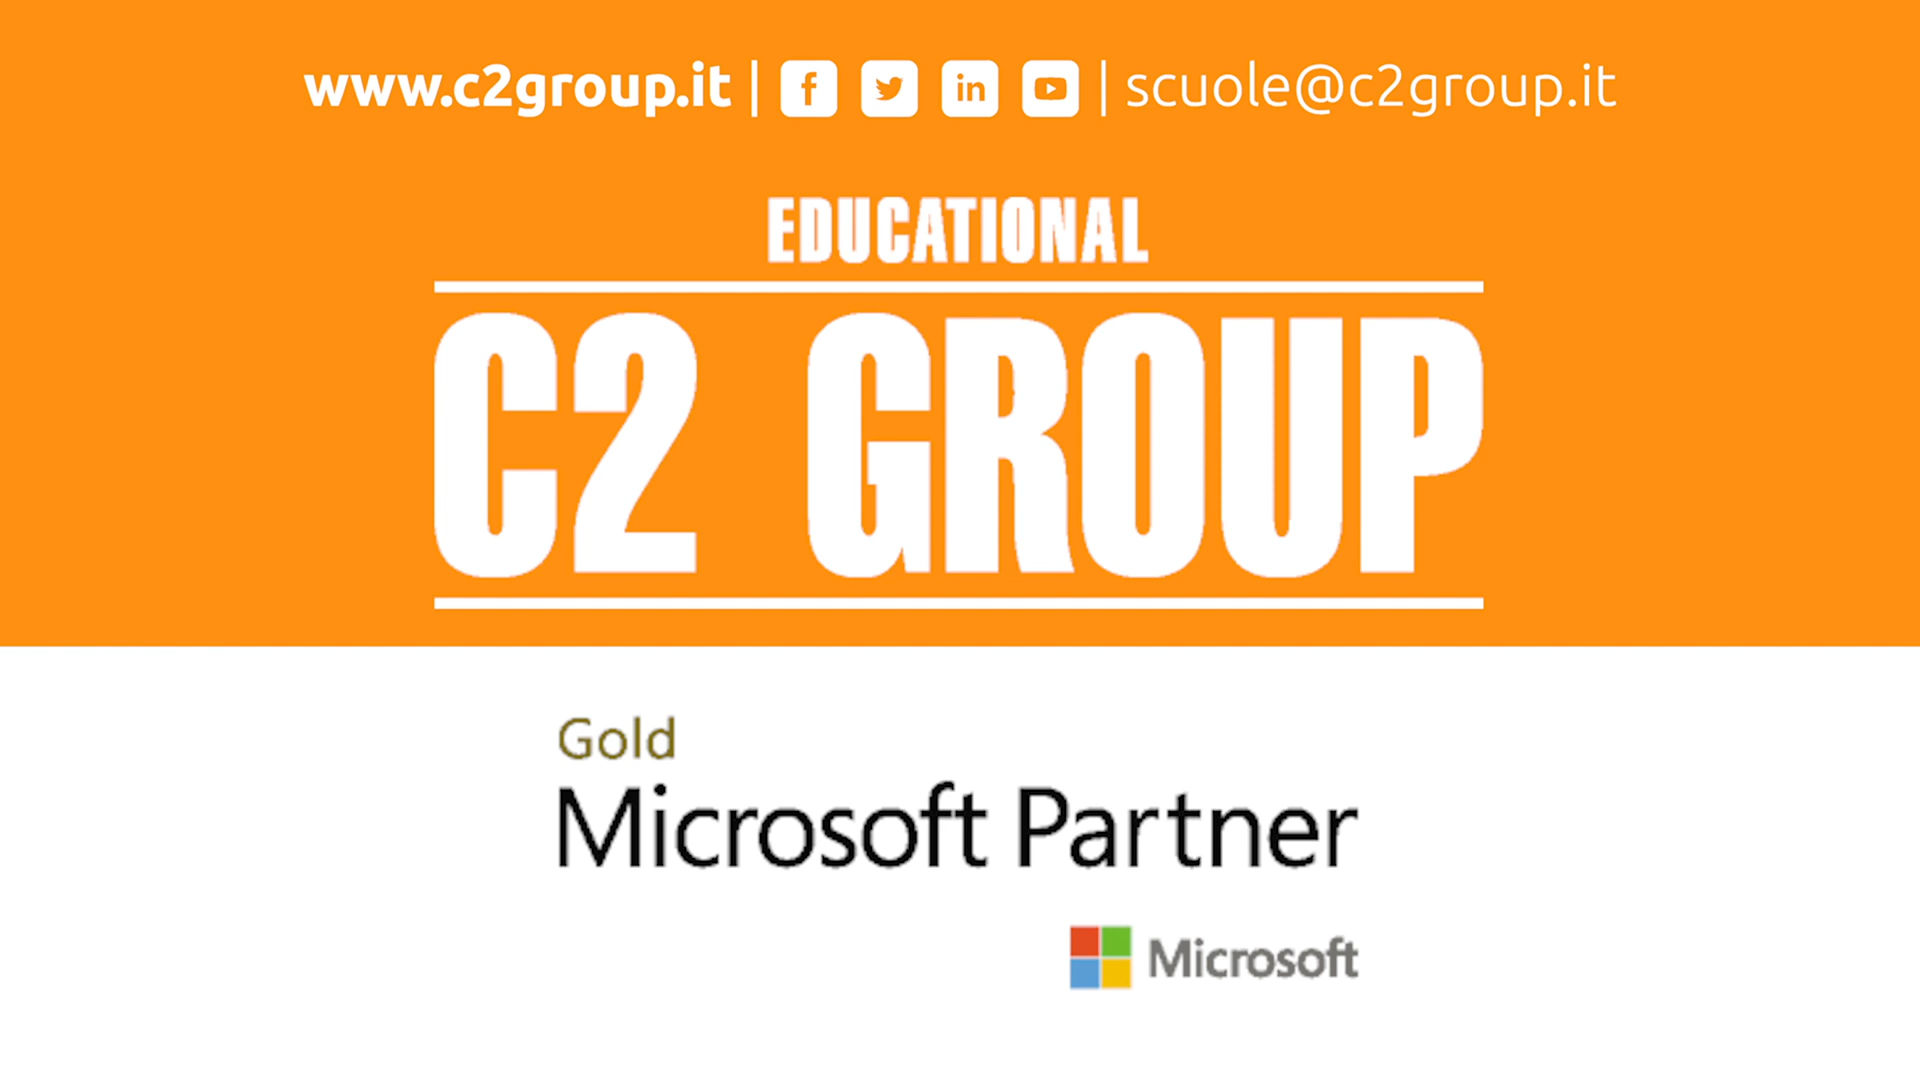 www.c2group.it | | scuole@c2group.it
EDUCATIONAL
C2 GROUP
Gold
Microsoft Partner
Microsoft